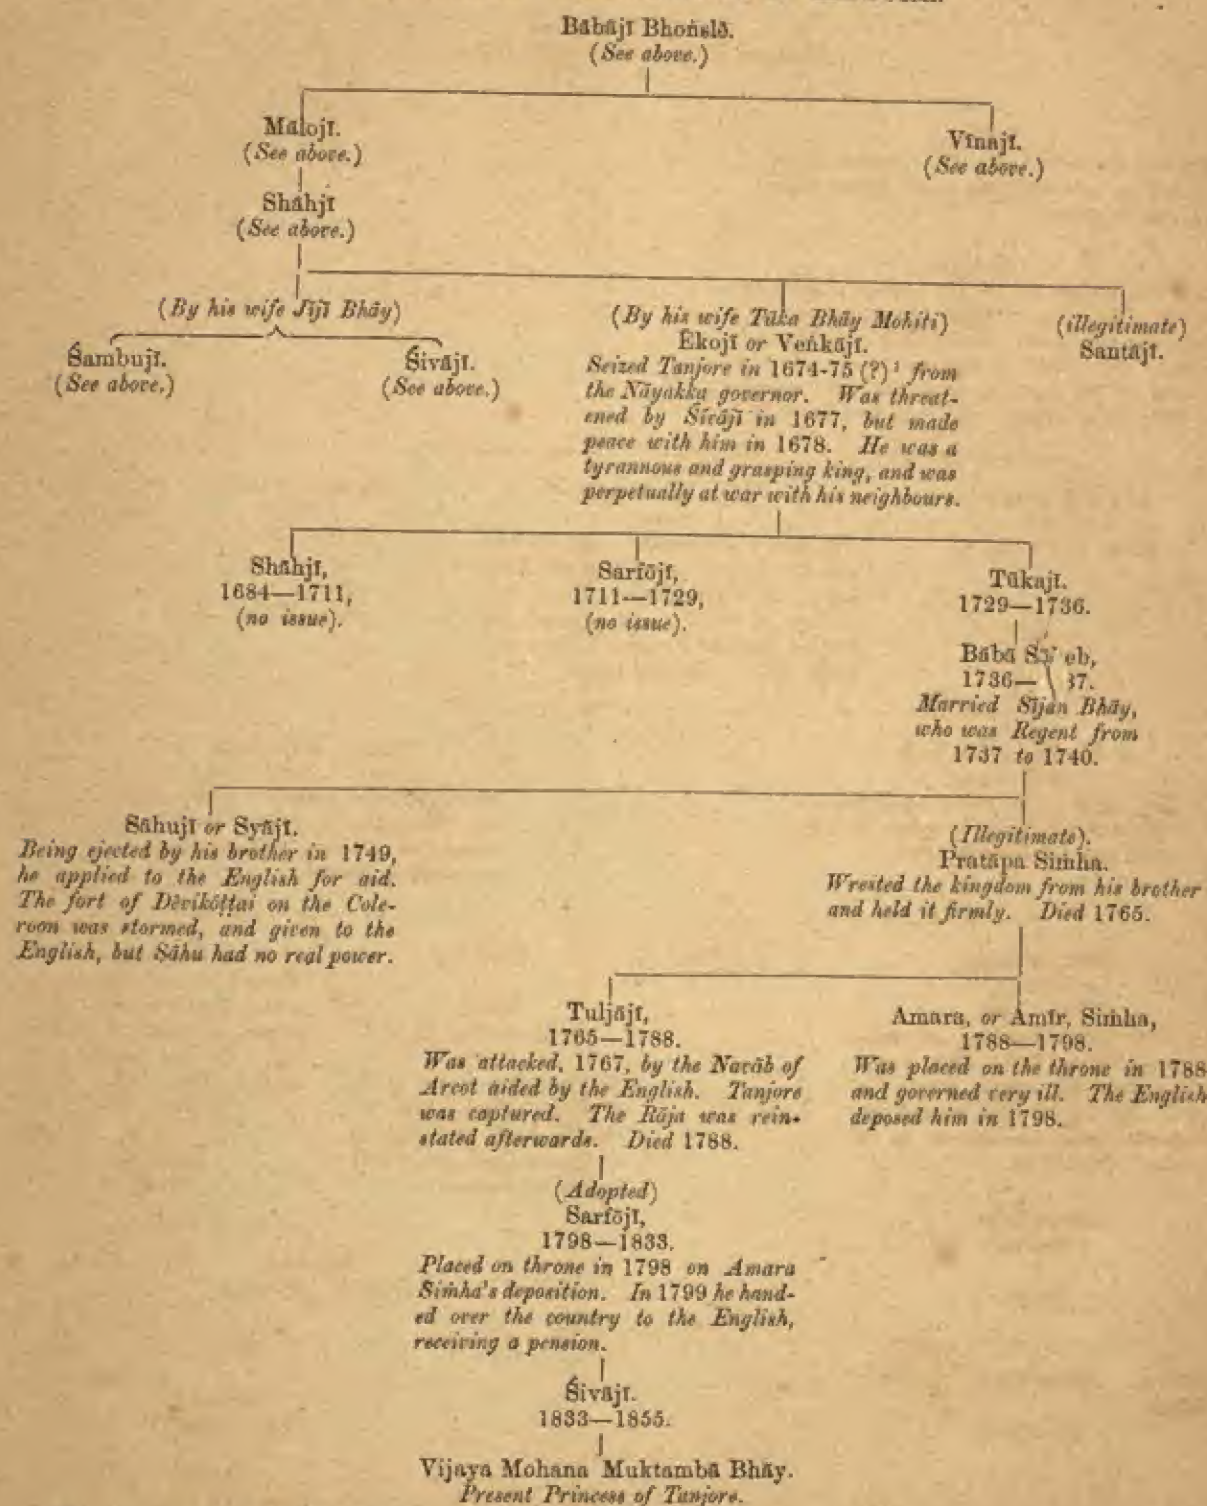 Bābājī Bhoṅslē.
(See above.)
Mālojī.
(See above.)
Vīnājī.
(See above.)
Shāhjī
(See above.)
(By his wife Jījī Bhāy)
Śambujī.
(See above.)
Śivājī.
(See above.)
(By his wife Tūka Bhāy Mohiti)
Ēkojī or Veṅkājī.
Seized Tanjore in 1674-75 (?)¹ from
the Nāyakka governor. Was threat-
ened by Śivājī in 1677, but made
peace with him in 1678. He was a
tyrannous and grasping king, and was
perpetually at war with his neighbours.
(illegitimate)
Santājī.
Shāhjī,
1684—1711,
(no issue).
Sarfōjī,
1711—1729,
(no issue).
Tūkajī.
1729—1736.
Bābā S eb,
1736— 37.
Married Sījān Bhāy,
who was Regent from
1737 to 1740.
Sāhujī or Syājī.
Being ejected by his brother in 1749,
he applied to the English for aid.
The fort of Dēvikōṭṭai on the Cole-
roon was stormed, and given to the
English, but Sāhu had no real power.
(Illegitimate).
Pratāpa Siṁha.
Wrested the kingdom from his brother
and held it firmly. Died 1765.
Tuljājī,
1765—1788.
Was attacked, 1767, by the Navāb of
Arcot aided by the English. Tanjore
was captured. The Rāja was rein-
stated afterwards. Died 1788.
Amara, or Amīr, Siṁha,
1788—1798.
Was placed on the throne in 1788
and governed very ill. The English
deposed him in 1798.
(Adopted)
Sarfōjī,
1798—1833.
Placed on throne in 1798 on Amara
Siṁha's deposition. In 1799 he hand-
ed over the country to the English,
receiving a pension.
Śivājī.
1833—1855.
Vijaya Mohana Muktambā Bhāy.
Present Princess of Tanjore.